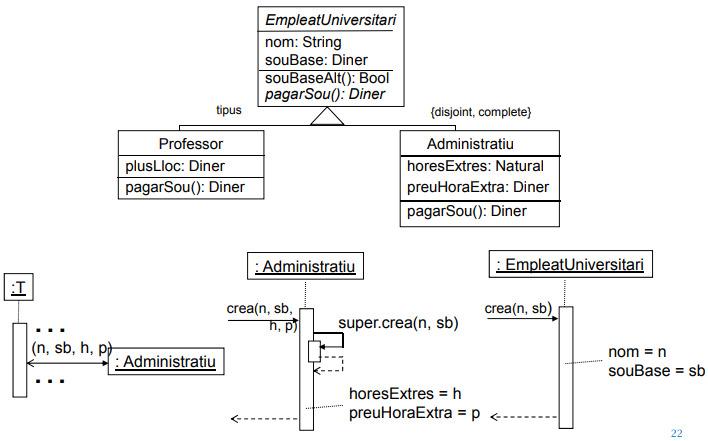 EmpleatUniversitari
nom: String
souBase: Diner
souBaseAlt(): Bool
pagarSou(): Diner
tipus
{disjoint, complete}
Professor
plusLloc: Diner
pagarSou(): Diner
Administratiu
horesExtres: Natural
preuHoraExtra: Diner
pagarSou(): Diner
:T
. . .
(n, sb, h, p)
: Administratiu
. . .
: Administratiu
crea(n, sb,
h, p)
super.crea(n, sb)
horesExtres = h
preuHoraExtra = p
: EmpleatUniversitari
crea(n, sb)
nom = n
souBase = sb
22